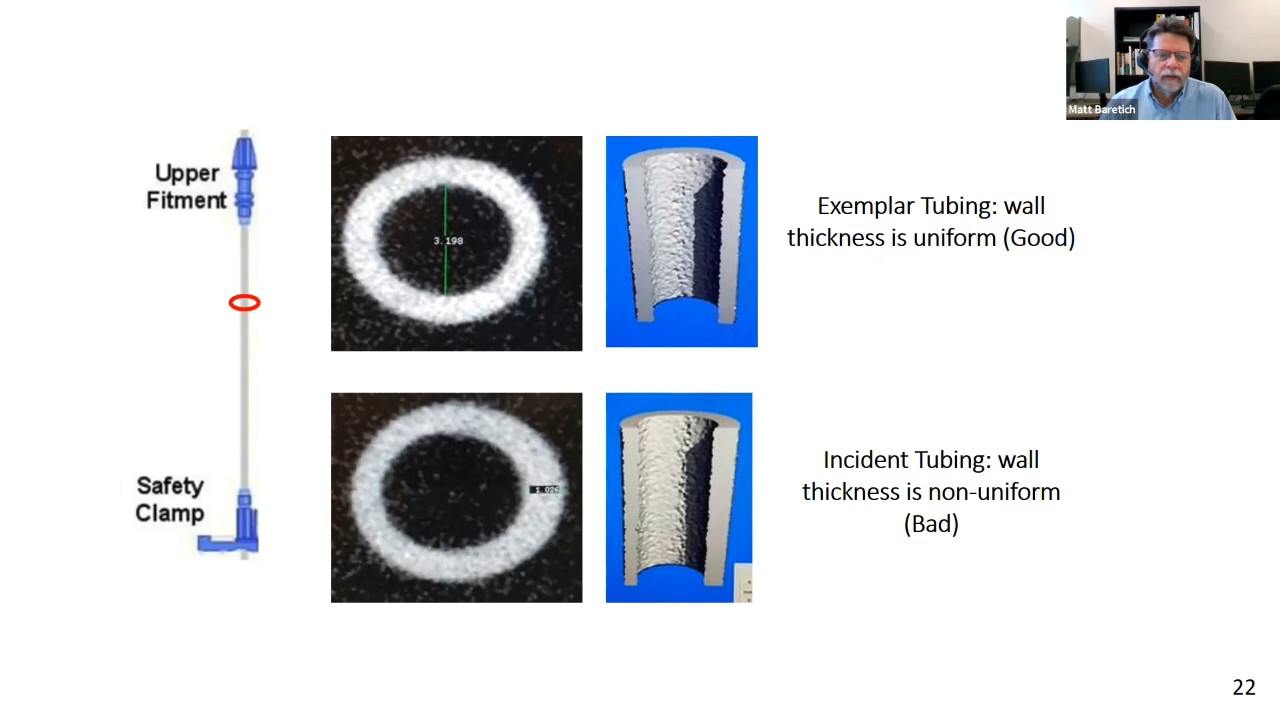 Matt Baretich
Upper
Fitment
3.198
Exemplar Tubing: wall
thickness is uniform (Good)
Safety
Clamp
Incident Tubing: wall
thickness is non-uniform
(Bad)
22